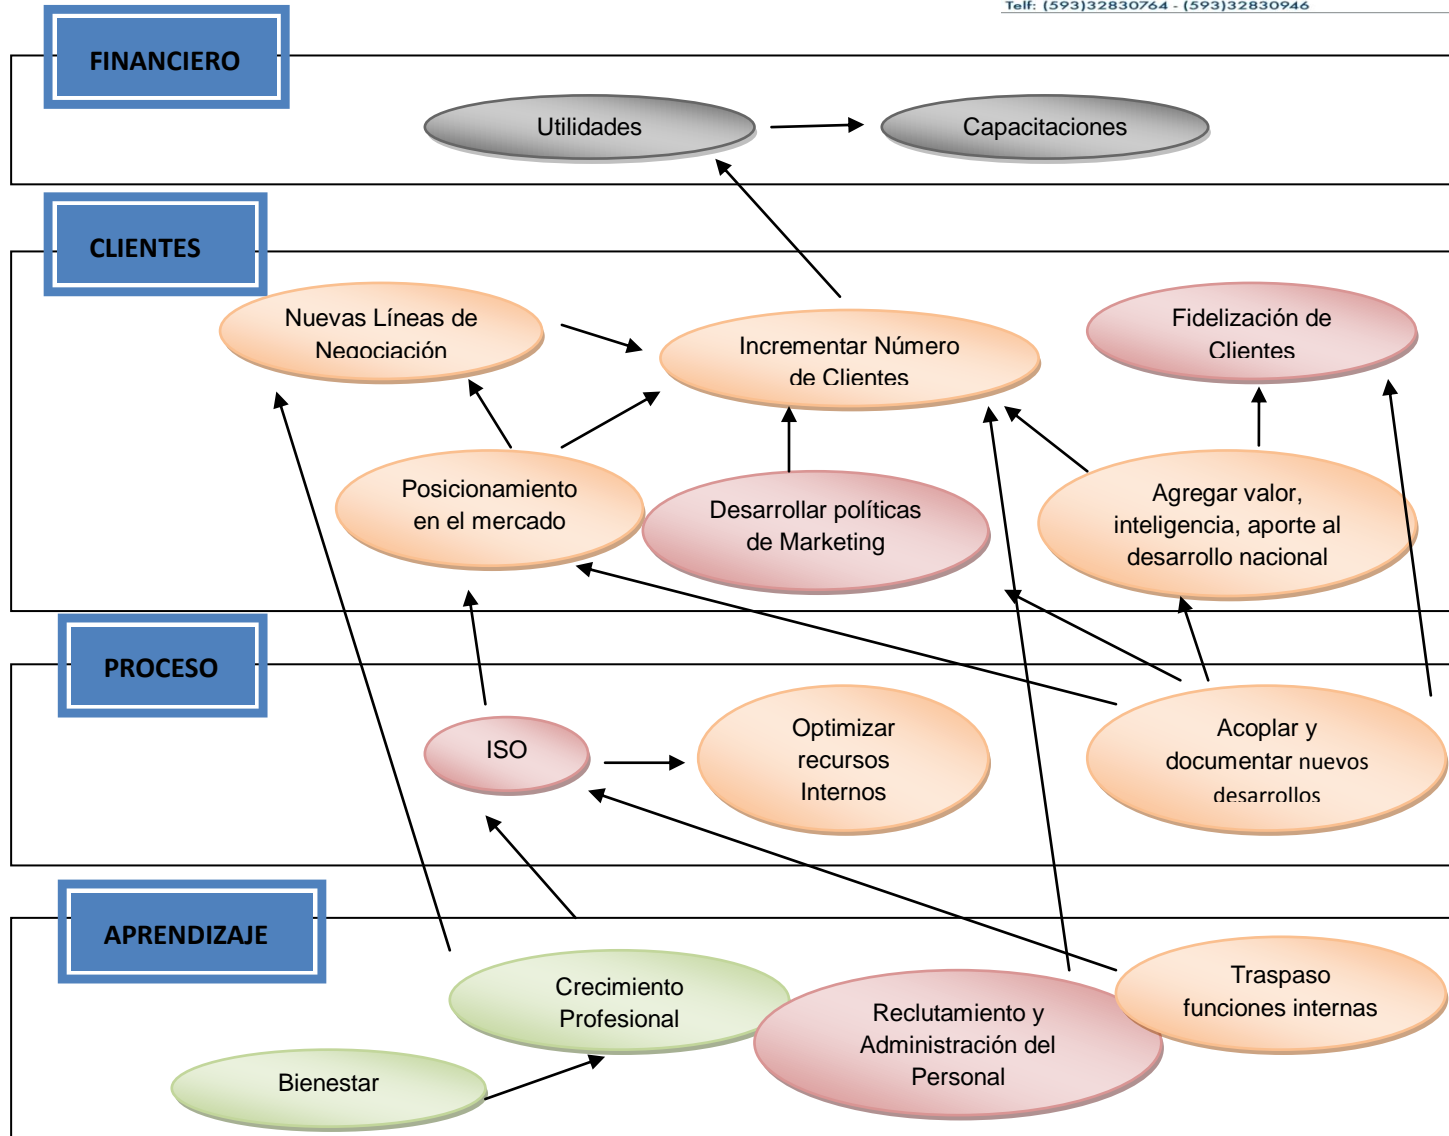 Telf: (593)32830764 - (593)32830946
FINANCIERO
Utilidades
Capacitaciones
CLIENTES
Nuevas Líneas de
Negociación
Incrementar Número
de Clientes
Fidelización de
Clientes
Posicionamiento
en el mercado
Desarrollar políticas
de Marketing
Agregar valor,
inteligencia, aporte al
desarrollo nacional
PROCESO
ISO
Optimizar
recursos
Internos
Acoplar y
documentar nuevos
desarrollos
APRENDIZAJE
Crecimiento
Profesional
Reclutamiento y
Administración del
Personal
Traspaso
funciones internas
Bienestar